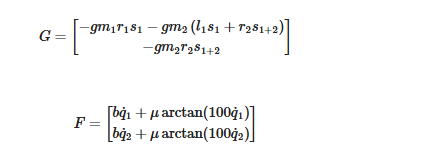 G = [ −gm₁r₁s₁ − gm₂(l₁s₁ + r₂s₁₊₂) ]
[ −gm₂r₂s₁₊₂ ]
F = [ bq̇₁ + μ arctan(100q̇₁) ]
[ bq̇₂ + μ arctan(100q̇₂) ]